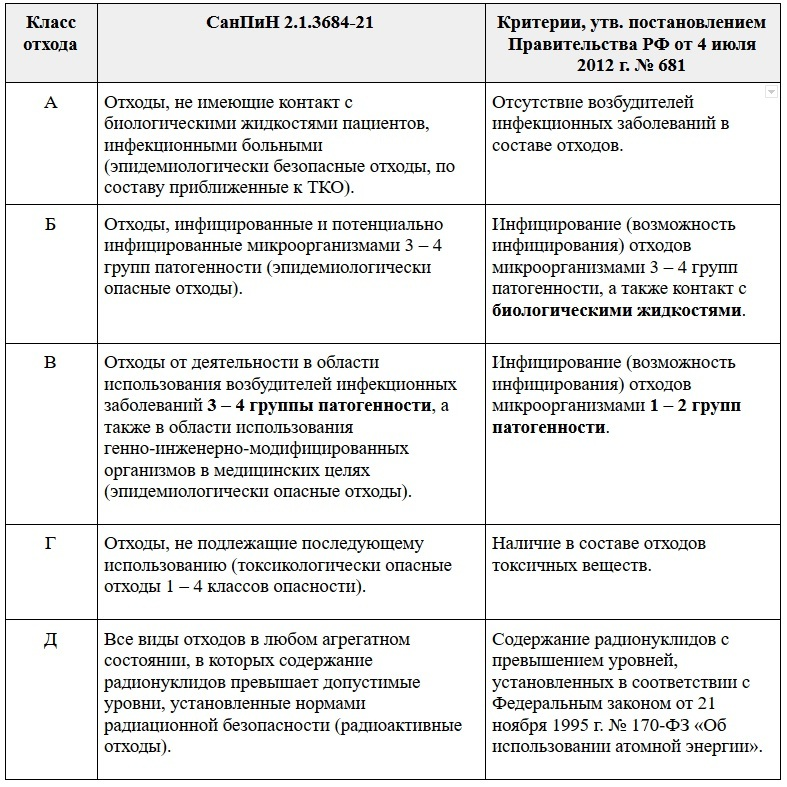 Класс
отхода
СанПиН 2.1.3684-21
Критерии, утв. постановлением
Правительства РФ от 4 июля
2012 г. № 681
А
Отходы, не имеющие контакт с
биологическими жидкостями пациентов,
инфекционными больными
(эпидемиологически безопасные отходы, по
составу приближенные к ТКО).
Отсутствие возбудителей
инфекционных заболеваний в
составе отходов.
Б
Отходы, инфицированные и потенциально
инфицированные микроорганизмами 3 – 4
групп патогенности (эпидемиологически
опасные отходы).
Инфицирование (возможность
инфицирования) отходов
микроорганизмами 3 – 4 групп
патогенности, а также контакт с
биологическими жидкостями.
В
Отходы от деятельности в области
использования возбудителей инфекционных
заболеваний 3 – 4 группы патогенности, а
также в области использования
генно-инженерно-модифицированных
организмов в медицинских целях
(эпидемиологически опасные отходы).
Инфицирование (возможность
инфицирования) отходов
микроорганизмами 1 – 2 групп
патогенности.
Г
Отходы, не подлежащие последующему
использованию (токсикологически опасные
отходы 1 – 4 классов опасности).
Наличие в составе отходов
токсичных веществ.
Д
Все виды отходов в любом агрегатном
состоянии, в которых содержание
радионуклидов превышает допустимые
уровни, установленные нормами
радиационной безопасности (радиоактивные
отходы).
Содержание радионуклидов с
превышением уровней,
установленных в соответствии с
Федеральным законом от 21
ноября 1995 г. № 170-ФЗ «Об
использовании атомной энергии».